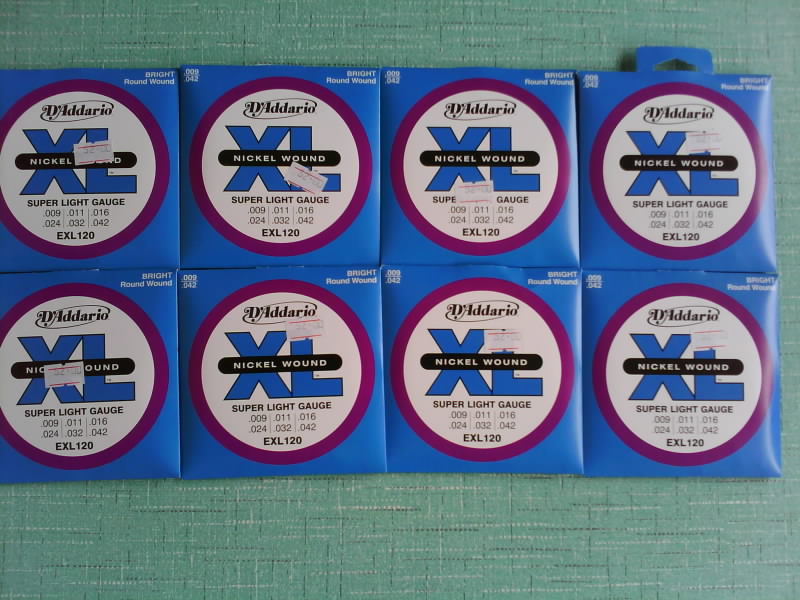 BRIGHT
Round Wound
D'Addario
XL
NICKEL WOUND
SUPER LIGHT GAUGE
.009 .011 .016
.024 .032 .042
EXL120
.009
.042
BRIGHT
Round Wound
D'Addario
XL
NICKEL WOUND
SUPER LIGHT GAUGE
.009 .011 .016
.024 .032 .042
EXL120
.009
.042
BRIGHT
Round Wound
D'Addario
XL
NICKEL WOUND
GAUGE
.009 .011 .016
.024 .032 .042
EXL120
.009
.042
BRIGHT
Round Wound
D'Addario
XL
NICKEL WOUND
SUPER LIGHT GAUGE
.009 .011 .016
.024 .032 .042
EXL120
BRIGHT
Round Wound
D'Addario
XL
SUPER LIGHT GAUGE
.009 .011 .016
.024 .032 .042
EXL120
.009
.042
BRIGHT
Round Wound
D'Addario
XL
NICKEL WOUND
SUPER LIGHT GAUGE
.009 .011 .016
.024 .032 .042
EXL120
.009
.042
BRIGHT
Round Wound
D'Addario
XL
NICKEL WOUND
SUPER LIGHT GAUGE
.009 .011 .016
.024 .032 .042
EXL120
.009
.042
BRIGHT
Round Wound
D'Addario
XL
NICKEL WOUND
SUPER LIGHT GAUGE
.009 .011 .016
.024 .032 .042
EXL120